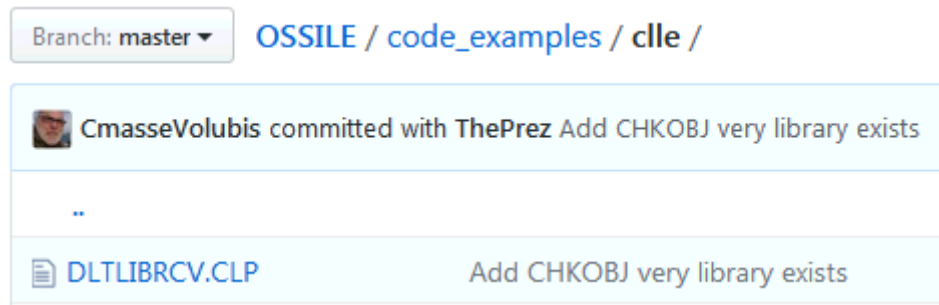 Branch: master OSSILE / code_examples / clle /
CmasseVolubis committed with ThePrez Add CHKOBJ very library exists
..
DLTLIBRCV.CLP Add CHKOBJ very library exists